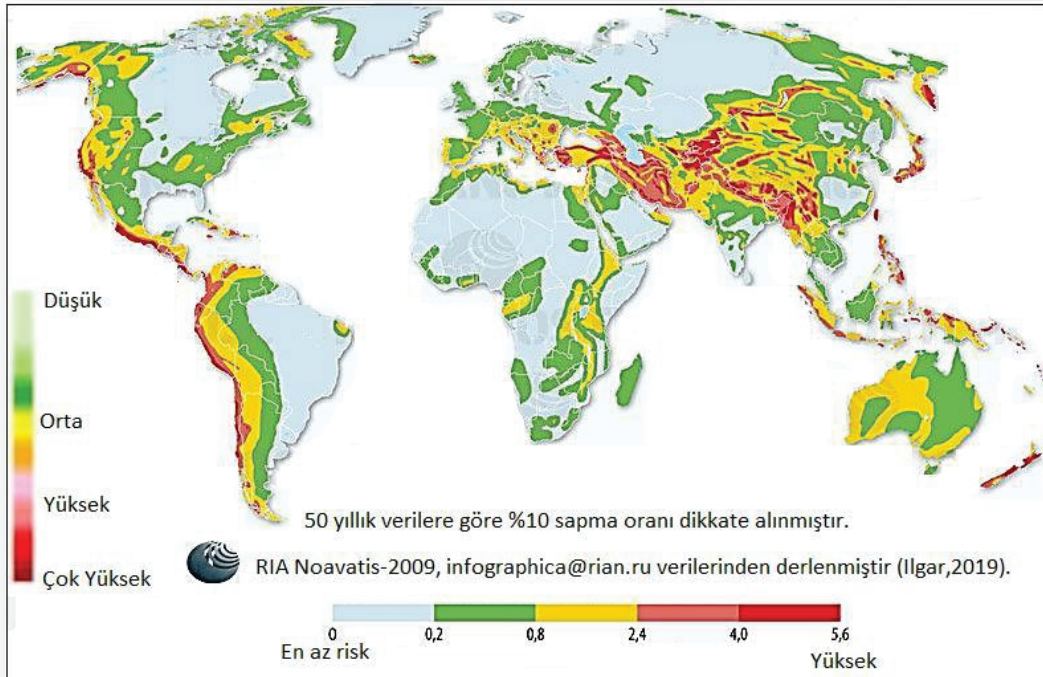 Düşük
Orta
Yüksek
Çok Yüksek
50 yıllık verilere göre %10 sapma oranı dikkate alınmıştır.
RIA Noavatis-2009, infographica@rian.ru verilerinden derlenmiştir (Ilgar,2019).
0 0,2 0,8 2,4 4,0 5,6
En az risk Yüksek